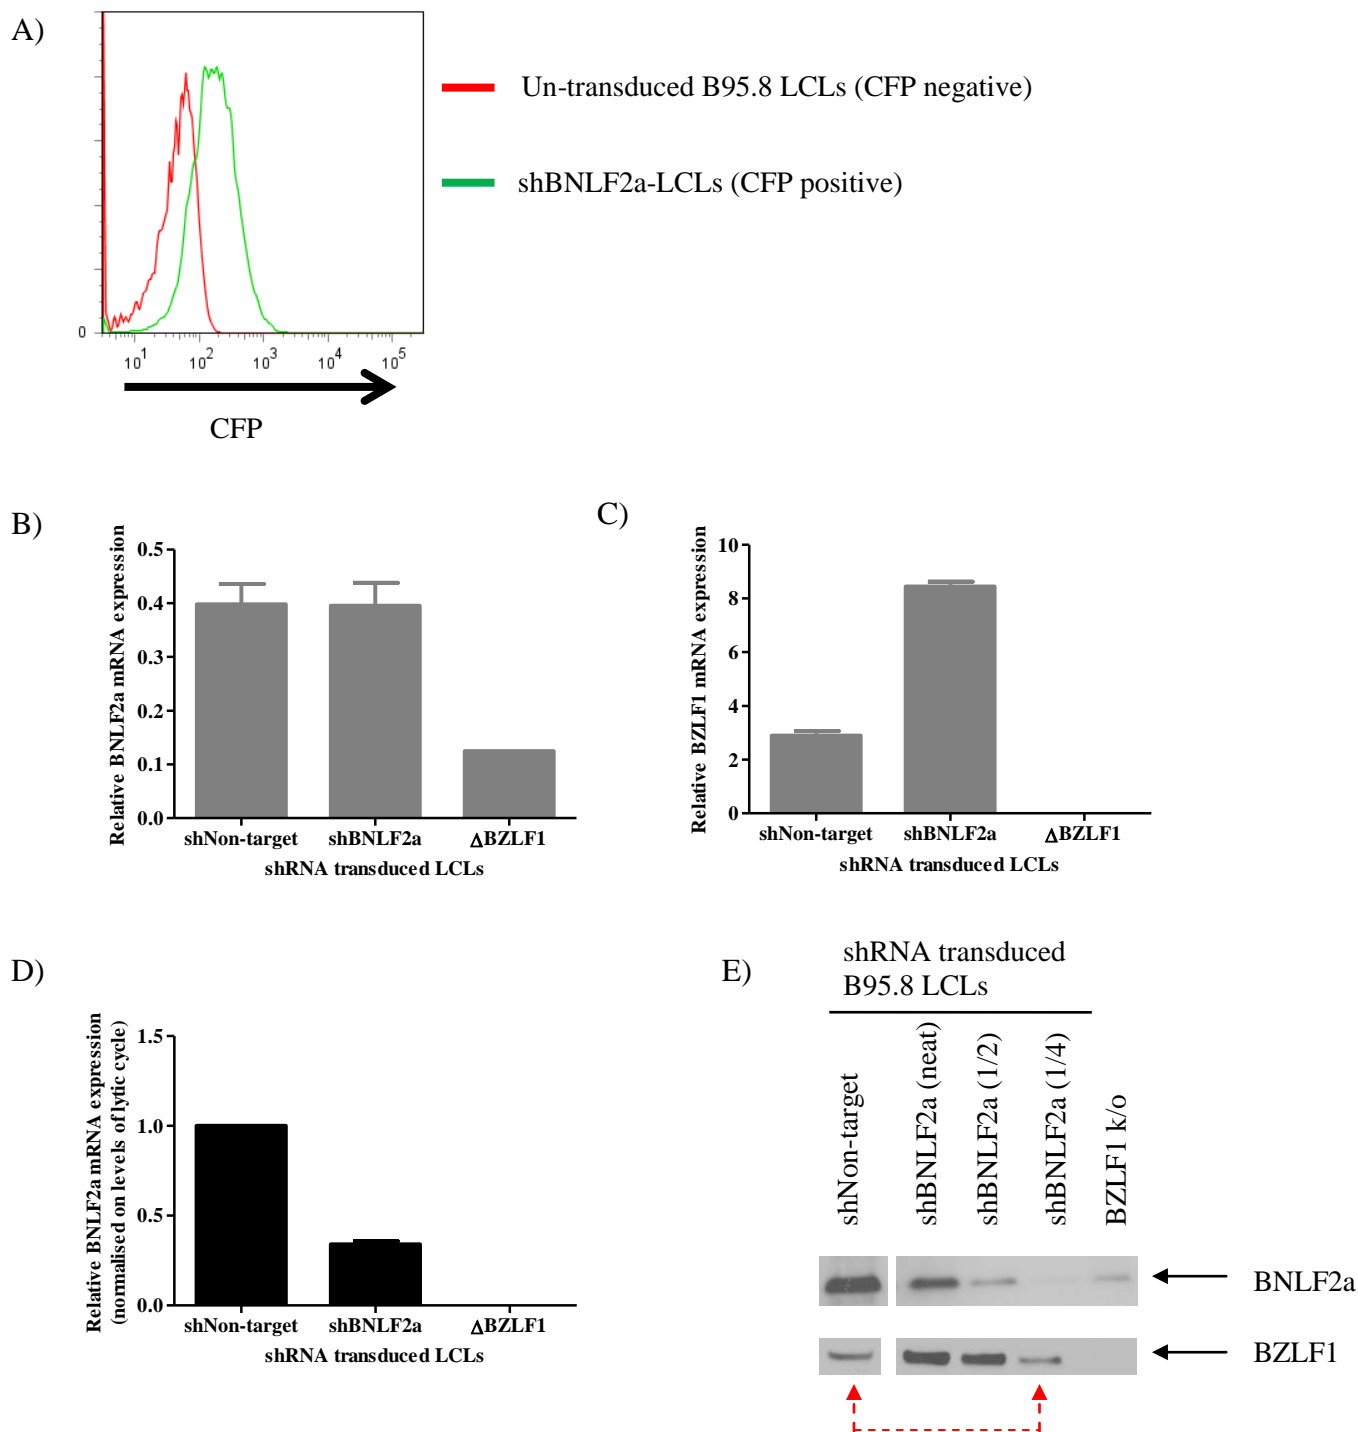 A)
Un-transduced B95.8 LCLs (CFP negative)
shBNLF2a-LCLs (CFP positive)
0
10^1 10^2 10^3 10^4 10^5
CFP
B)
Relative BNLF2a mRNA expression
0.5
0.4
0.3
0.2
0.1
0.0
shNon-target shBNLF2a ΔBZLF1
shRNA transduced LCLs
C)
Relative BZLF1 mRNA expression
10
8
6
4
2
0
shNon-target shBNLF2a ΔBZLF1
shRNA transduced LCLs
D)
Relative BNLF2a mRNA expression
(normalised on levels of lytic cycle)
1.5
1.0
0.5
0.0
shNon-target shBNLF2a ΔBZLF1
shRNA transduced LCLs
E)
shRNA transduced
B95.8 LCLs
shNon-target
shBNLF2a (neat)
shBNLF2a (1/2)
shBNLF2a (1/4)
BZLF1 k/o
BNLF2a
BZLF1